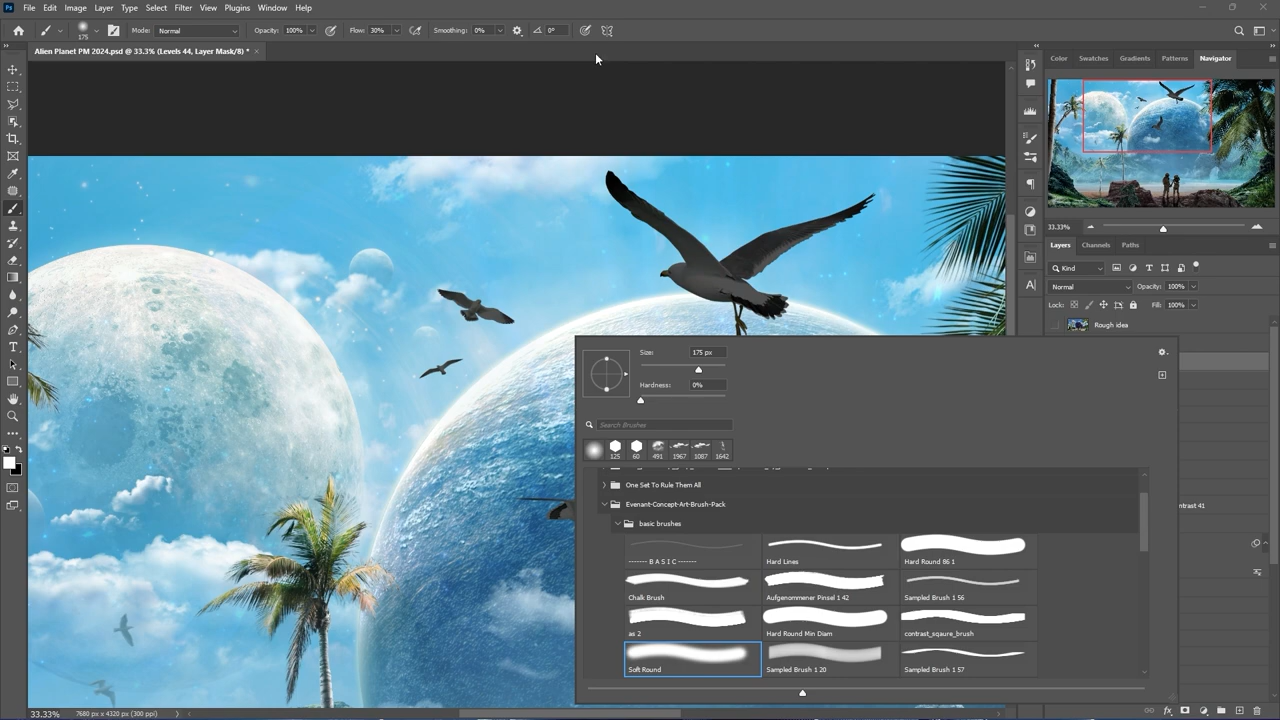 Ps File Edit Image Layer Type Select Filter View Plugins Window Help
175 Mode: Normal Opacity: 100% Flow: 30% Smoothing: 0% 0°
Alien Planet PM 2024.psd @ 33.3% (Levels 44, Layer Mask/8) * ×
Color Swatches Gradients Patterns Navigator
33.33%
Layers Channels Paths
Kind
Normal Opacity: 100%
Lock: Fill: 100%
Rough idea
Size: 175 px
Hardness: 0%
Search Brushes
125 60 491 1967 1087 1642
One Set To Rule Them All
Evenant-Concept-Art-Brush-Pack
ntrast 41
basic brushes
------- B A S I C ------- Hard Lines Hard Round 86 1
Chalk Brush Aufgenommener Pinsel 1 42 Sampled Brush 1 56
as 2 Hard Round Min Diam contrast_sqaure_brush
Soft Round Sampled Brush 1 20 Sampled Brush 1 57
33.33% 7680 px x 4320 px (300 ppi)